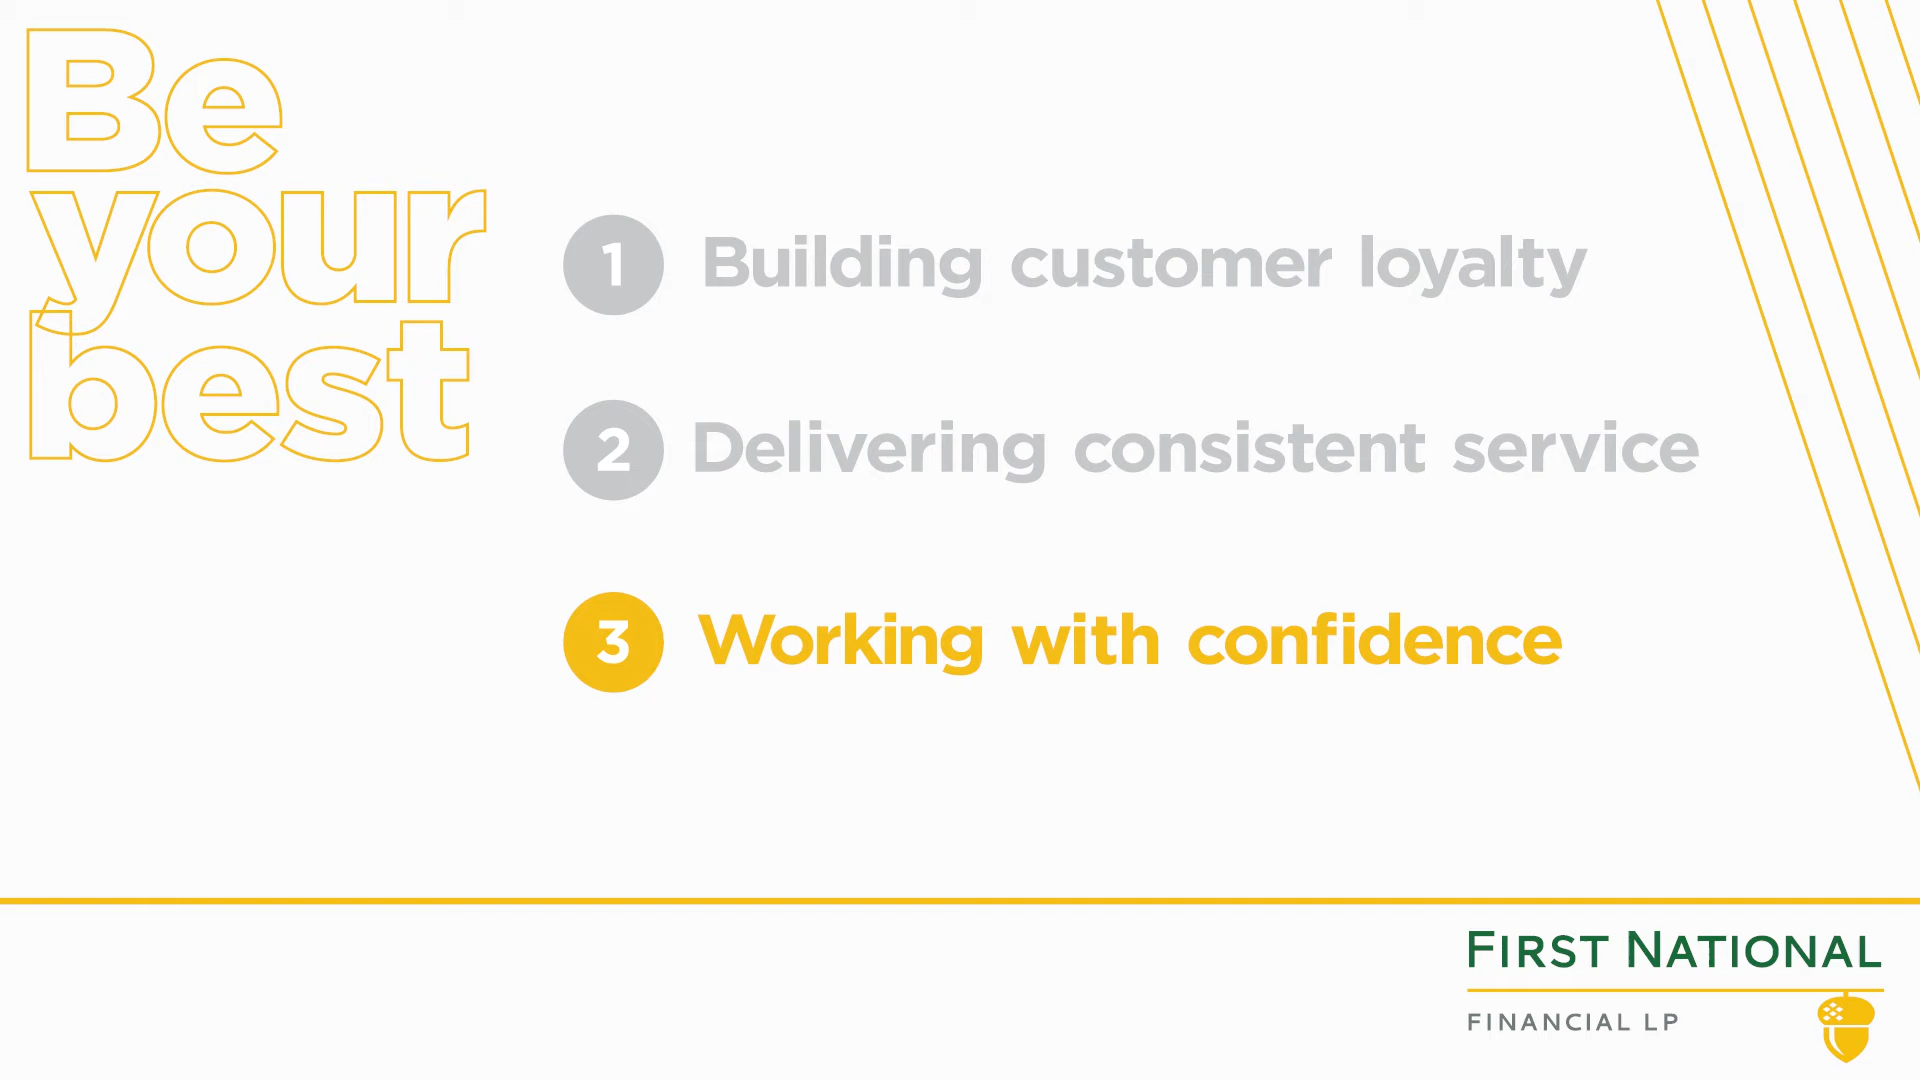 Be
your
best
1 Building customer loyalty
2 Delivering consistent service
3 Working with confidence
FIRST NATIONAL
FINANCIAL LP